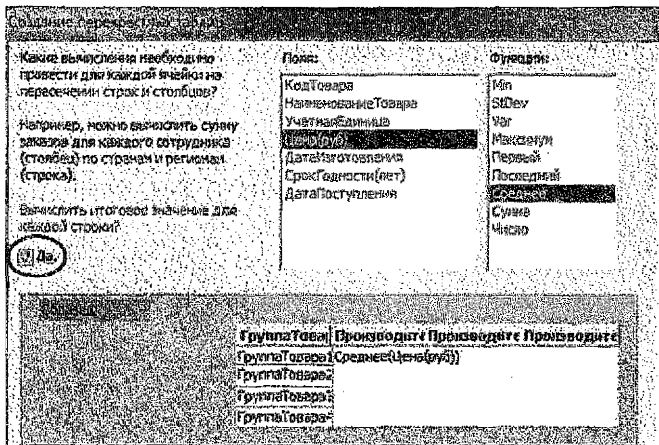 Создание перекрестных таблиц
Какие вычисления необходимо
провести для каждой ячейки на
пересечении строк и столбцов?
Например, можно вычислить сумму
заказов для каждого сотрудника
(столбец) по странам и регионам
(строка).
Вычислить итоговое значение для
каждой строки?
Да.
Поля:
КодТовара
НаименованиеТовара
УчетнаяЕдиница
Цена(руб)
ДатаИзготовления
СрокГодности(лет)
ДатаПоступления
Функции:
Min
StDev
Var
Максимум
Первый
Последний
Среднее
Сумма
Число
Образец:
ГруппаТовар Производите Производите Производите
ГруппаТовара1 Среднее(Цена(руб))
ГруппаТовара2
ГруппаТовара3
ГруппаТовара4